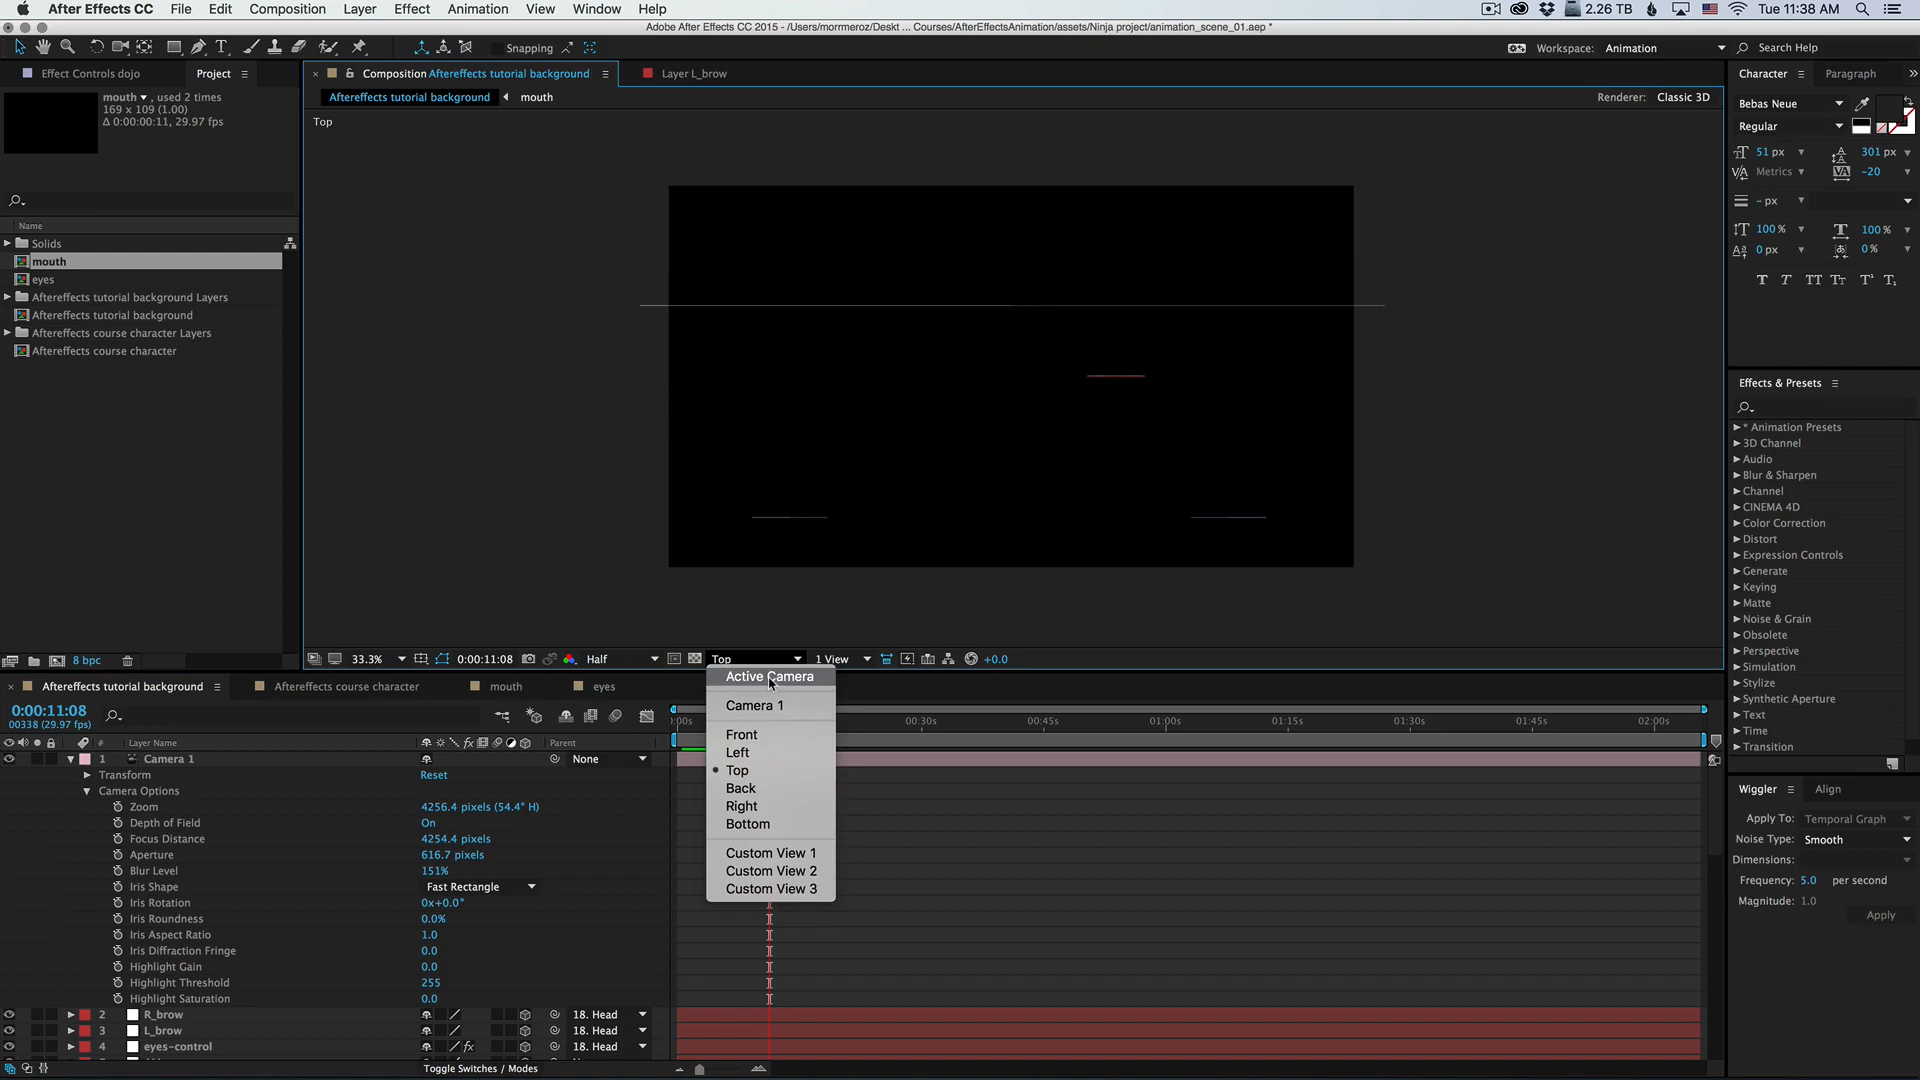 After Effects CC File Edit Composition Layer Effect Animation View Window Help 2.26 TB Tue 11:38 AM
Adobe After Effects CC 2015 - /Users/morrmeroz/Deskt ... Courses/AfterEffectsAnimation/assets/Ninja project/animation_scene_01.aep *
Snapping Workspace: Animation Search Help
Effect Controls dojo Project Composition Aftereffects tutorial background Layer L_brow Character Paragraph
mouth , used 2 times
169 x 109 (1.00)
Δ 0:00:00:11, 29.97 fps
Aftereffects tutorial background mouth Renderer: Classic 3D
Top
Bebas Neue
Regular
51 px 301 px
Metrics -20
- px
100 % 100 %
0 px 0 %
T T TT Tт T¹ T₁
Name
Solids
mouth
eyes
Aftereffects tutorial background Layers
Aftereffects tutorial background
Aftereffects course character Layers
Aftereffects course character
Effects & Presets
* Animation Presets
3D Channel
Audio
Blur & Sharpen
Channel
CINEMA 4D
Color Correction
Distort
Expression Controls
Generate
Keying
Matte
Noise & Grain
Obsolete
Perspective
Simulation
Stylize
Synthetic Aperture
Text
Time
Transition
8 bpc
33.3% 0:00:11:08 Half Top 1 View +0.0
Active Camera
Camera 1
Front
Left
Top
Back
Right
Bottom
Custom View 1
Custom View 2
Custom View 3
Aftereffects tutorial background Aftereffects course character mouth eyes
0:00:11:08
00338 (29.97 fps)
:00s 00:30s 00:45s 01:00s 01:15s 01:30s 01:45s 02:00s
# Layer Name Parent
1 Camera 1 None
Transform Reset
Camera Options
Zoom 4256.4 pixels (54.4° H)
Depth of Field On
Focus Distance 4254.4 pixels
Aperture 616.7 pixels
Blur Level 151%
Iris Shape Fast Rectangle
Iris Rotation 0x+0.0°
Iris Roundness 0.0%
Iris Aspect Ratio 1.0
Iris Diffraction Fringe 0.0
Highlight Gain 0.0
Highlight Threshold 255
Highlight Saturation 0.0
2 R_brow 18. Head
3 L_brow 18. Head
4 eyes-control fx 18. Head
Toggle Switches / Modes
Wiggler Align
Apply To: Temporal Graph
Noise Type: Smooth
Dimensions:
Frequency: 5.0 per second
Magnitude: 1.0
Apply